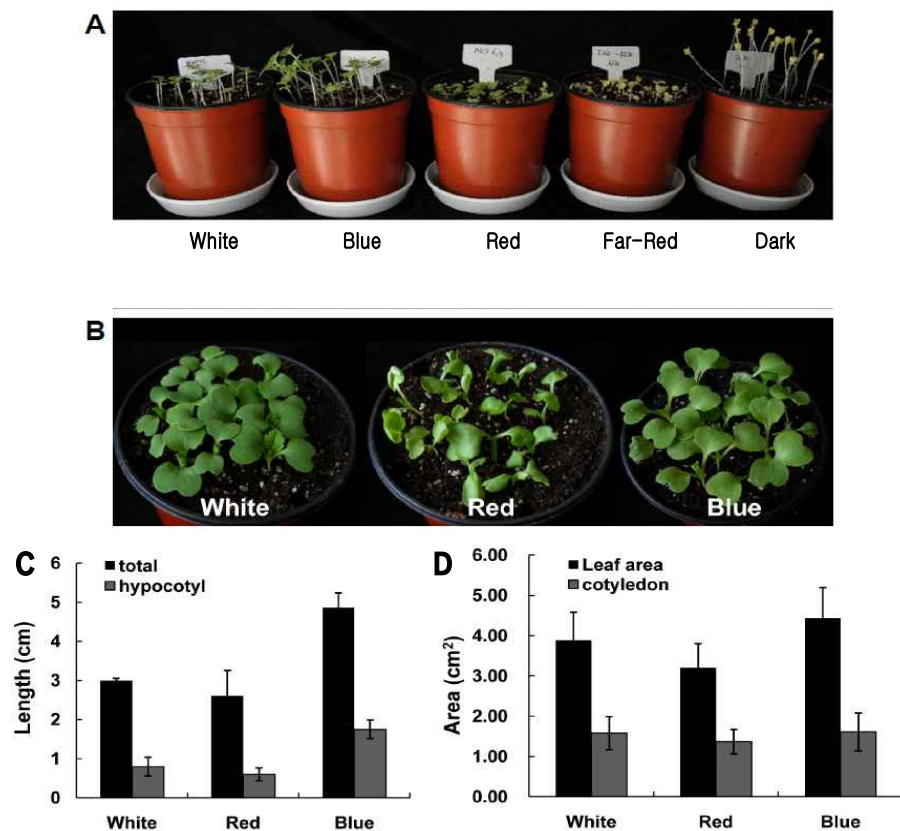 A
White Blue Red Far-Red Dark
B
White Red Blue
C
total
hypocotyl
Length (cm)
6
5
4
3
2
1
0
White Red Blue
D
Leaf area
cotyledon
Area (cm²)
6.00
5.00
4.00
3.00
2.00
1.00
0.00
White Red Blue